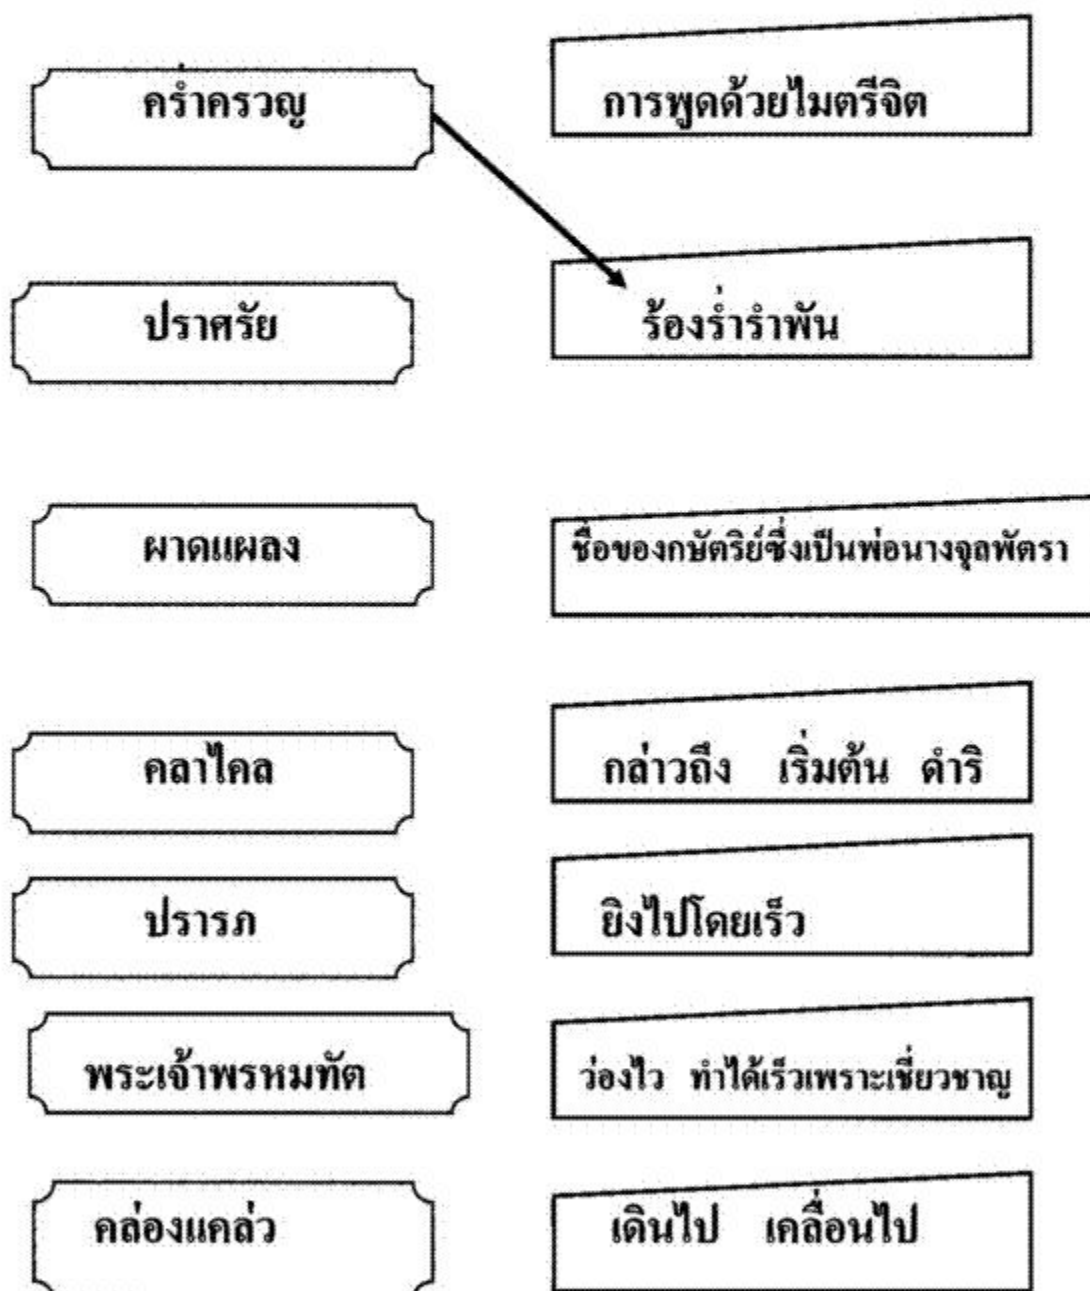 คร่ำครวญ
การพูดด้วยไมตรีจิต
ปราศรัย
ร้องร่ำรำพัน
ผาดแผลง
ชื่อของกษัตริย์ซึ่งเป็นพ่อนางจุลพัตรา
คลาไคล
กล่าวถึง เริ่มต้น ดำริ
ปรารภ
ยิงไปโดยเร็ว
พระเจ้าพรหมทัต
ว่องไว ทำได้เร็วเพราะเชี่ยวชาญ
คล่องแคล่ว
เดินไป เคลื่อนไป